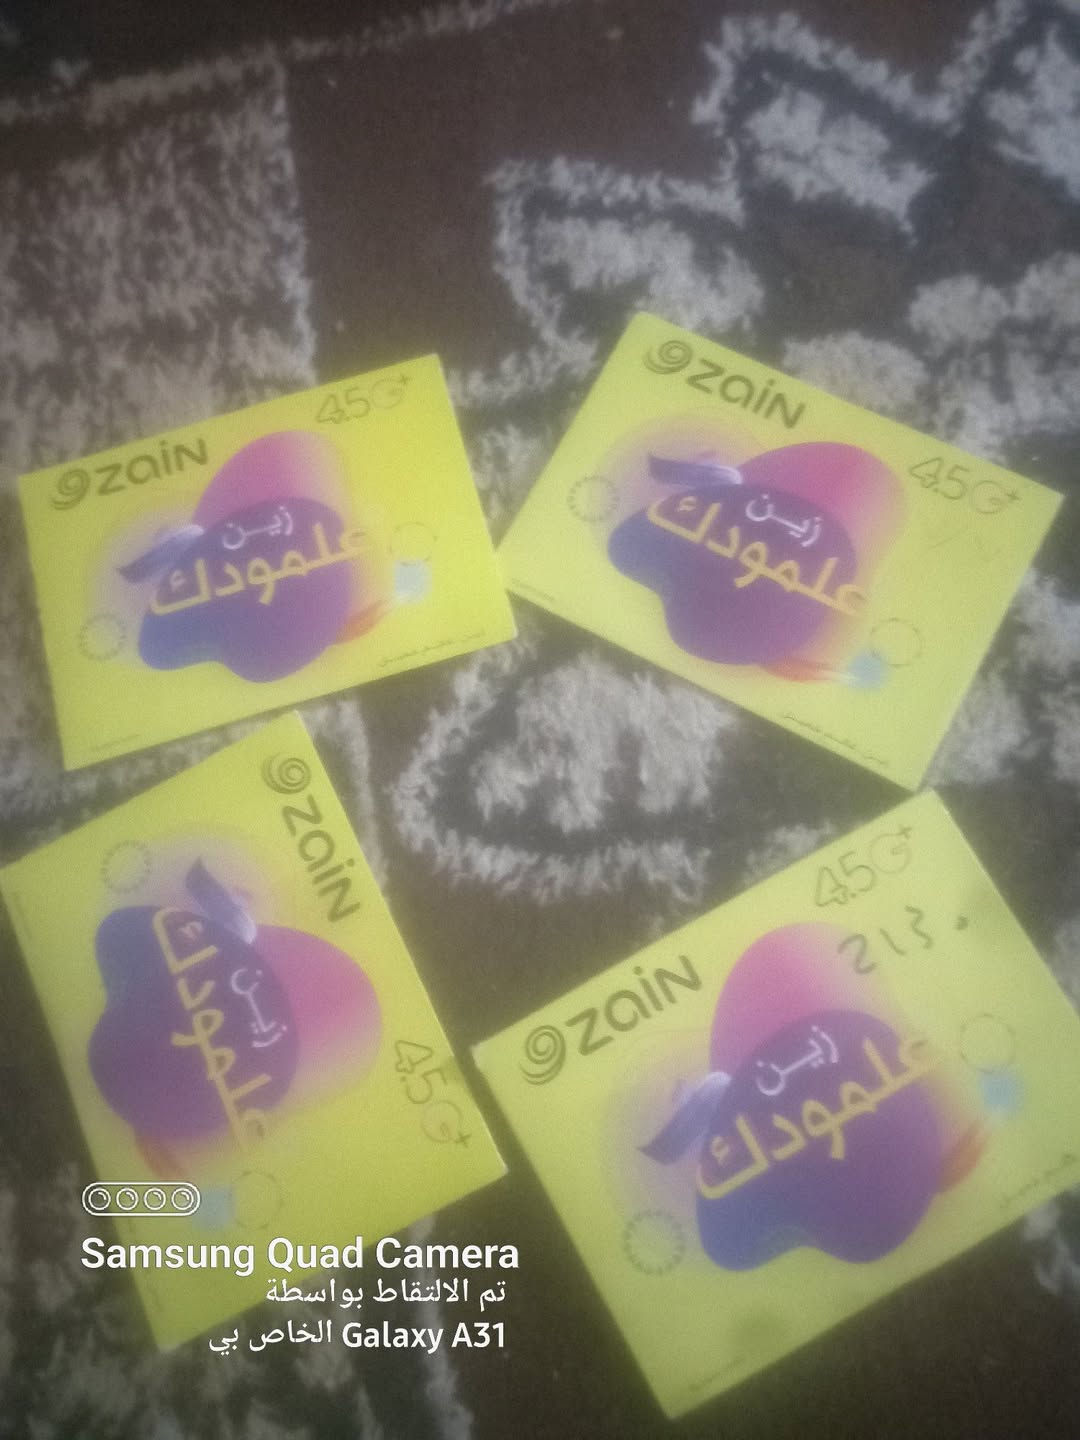 zain
4.5G+
زين
علمودك
zain
4.5G+
زين
علمودك
zain
4.5G+
زين
علمودك
zain
4.5G+
2130
زين
علمودك
Samsung Quad Camera
تم الالتقاط بواسطة
Galaxy A31 الخاص بي